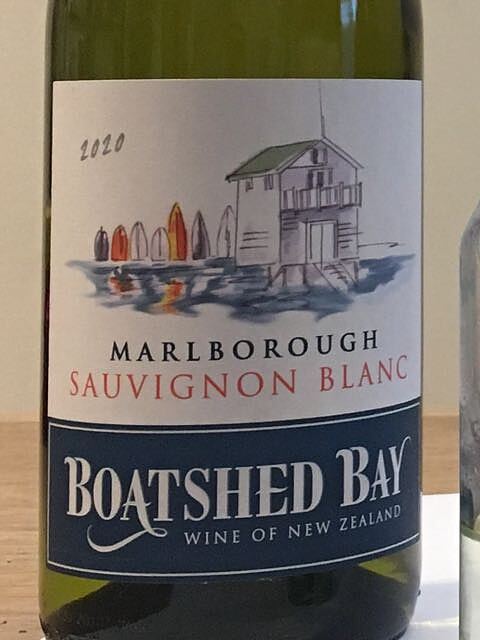 2020
MARLBOROUGH
SAUVIGNON BLANC
BOATSHED BAY
WINE OF NEW ZEALAND